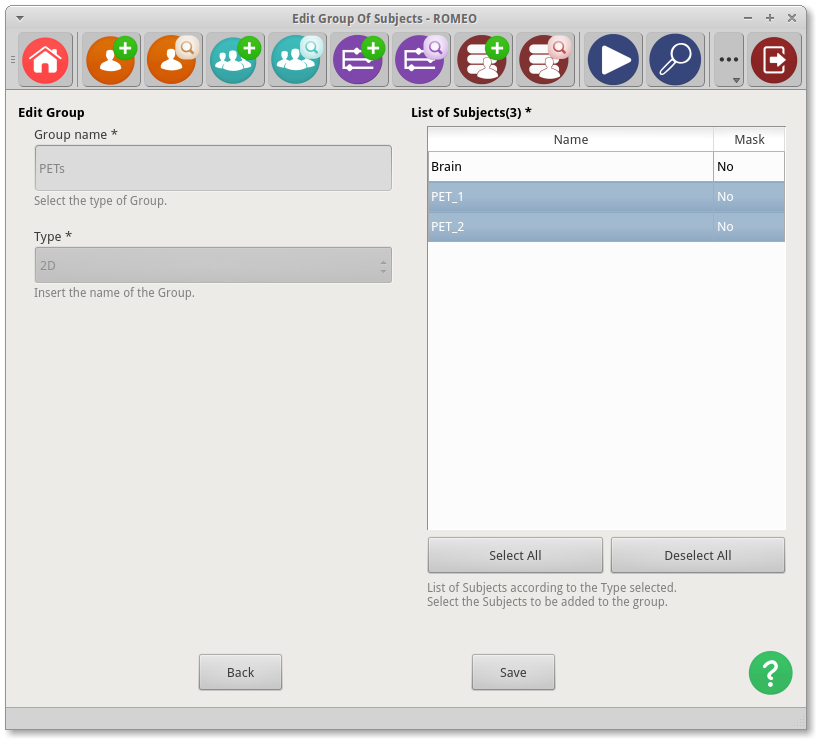 Edit Group Of Subjects - ROMEO
Edit Group
Group name *
PETs
Select the type of Group.
Type *
2D
Insert the name of the Group.
List of Subjects(3) *
Name Mask
Brain No
PET_1 No
PET_2 No
Select All Deselect All
List of Subjects according to the Type selected.
Select the Subjects to be added to the group.
Back Save
?